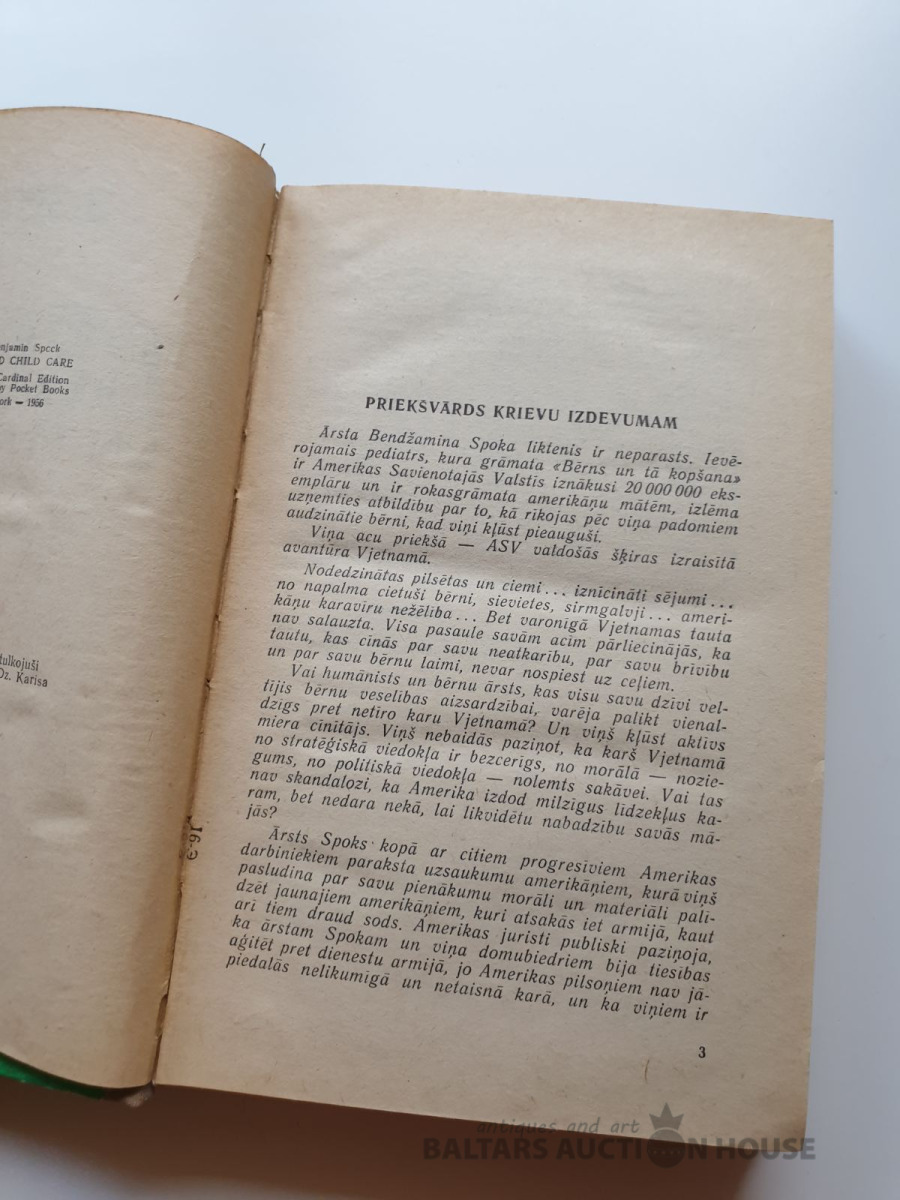 njamin Spock
D CHILD CARE
Cardinal Edition
by Pocket Books
ork — 1956
tulkojuši
Dz. Karisa
PRIEKŠVĀRDS KRIEVU IZDEVUMAM
Ārsta Bendžamina Spoka liktenis ir neparasts. Ievē-
rojamais pediatrs, kura grāmata «Bērns un tā kopšana»
ir Amerikas Savienotajās Valstīs iznākusi 20 000 000 ek-
semplāru un ir rokasgrāmata amerikāņu mātēm, izlēma
uzņemties atbildību par to, kā rīkojas pēc viņa padomiem
audzinātie bērni, kad viņi kļūst pieauguši.
Viņa acu priekšā — ASV valdošās šķiras izraisītā
avantūra Vjetnamā.
Nodedzinātas pilsētas un ciemi... iznīcināti sējumi...
no napalma cietuši bērni, sievietes, sirmgalvji... ameri-
kāņu karavīru nežēlība... Bet varonīgā Vjetnamas tauta
nav salauzta. Visa pasaule savām acīm pārliecinājās, ka
tautu, kas cīnās par savu neatkarību, par savu brīvību
un par savu bērnu laimi, nevar nospiest uz ceļiem.
Vai humānists un bērnu ārsts, kas visu savu dzīvi vel-
tījis bērnu veselības aizsardzībai, varēja palikt vienal-
dzīgs pret netīro karu Vjetnamā? Un viņš kļūst aktīvs
miera cīnītājs. Viņš nebaidās paziņot, ka karš Vjetnamā
no stratēģiskā viedokļa ir bezcerīgs, no morālā — nozie-
gums, no politiskā viedokļa — nolemts sakāvei. Vai tas
nav skandalozi, ka Amerika izdod milzīgus līdzekļus ka-
ram, bet nedara nekā, lai likvidētu nabadzību savās mā-
jās?
Ārsts Spoks kopā ar citiem progresīviem Amerikas
darbiniekiem paraksta uzsaukumu amerikāņiem, kurā viņš
pasludina par savu pienākumu morāli un materiāli palī-
dzēt jaunajiem amerikāņiem, kuri atsakās iet armijā, kaut
arī tiem draud sods. Amerikas juristi publiski paziņoja,
ka ārstam Spokam un viņa domubiedriem bija tiesības
aģitēt pret dienestu armijā, jo Amerikas pilsoņiem nav jā-
piedalās nelikumīgā un netaisnā karā, un ka viņiem ir
3
antiques and art
BALTARS AUCTION HOUSE